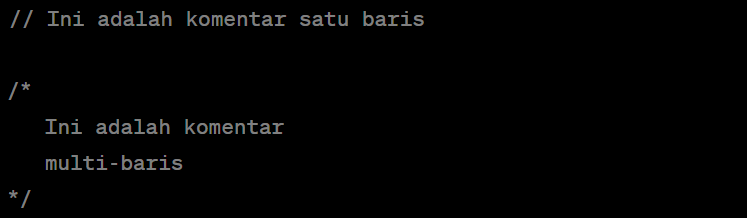 // Ini adalah komentar satu baris
/*
Ini adalah komentar
multi-baris
*/